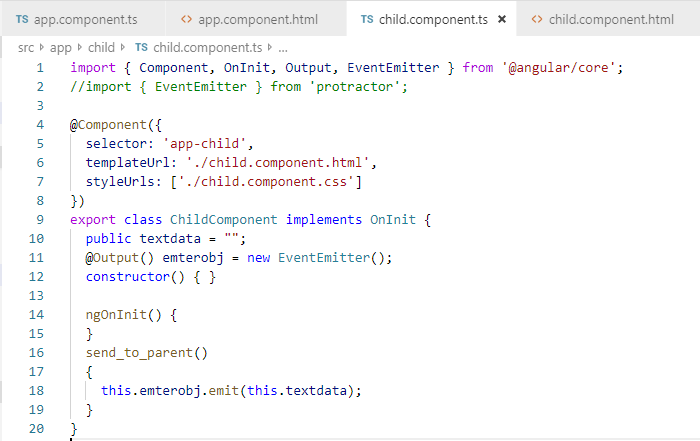 TS app.component.ts <> app.component.html TS child.component.ts × <> child.component.html
src > app > child > TS child.component.ts > ...
1 import { Component, OnInit, Output, EventEmitter } from '@angular/core';
2 //import { EventEmitter } from 'protractor';
3
4 @Component({
5   selector: 'app-child',
6   templateUrl: './child.component.html',
7   styleUrls: ['./child.component.css']
8 })
9 export class ChildComponent implements OnInit {
10   public textdata = "";
11   @Output() emterobj = new EventEmitter();
12   constructor() { }
13
14   ngOnInit() {
15   }
16   send_to_parent()
17   {
18     this.emterobj.emit(this.textdata);
19   }
20 }